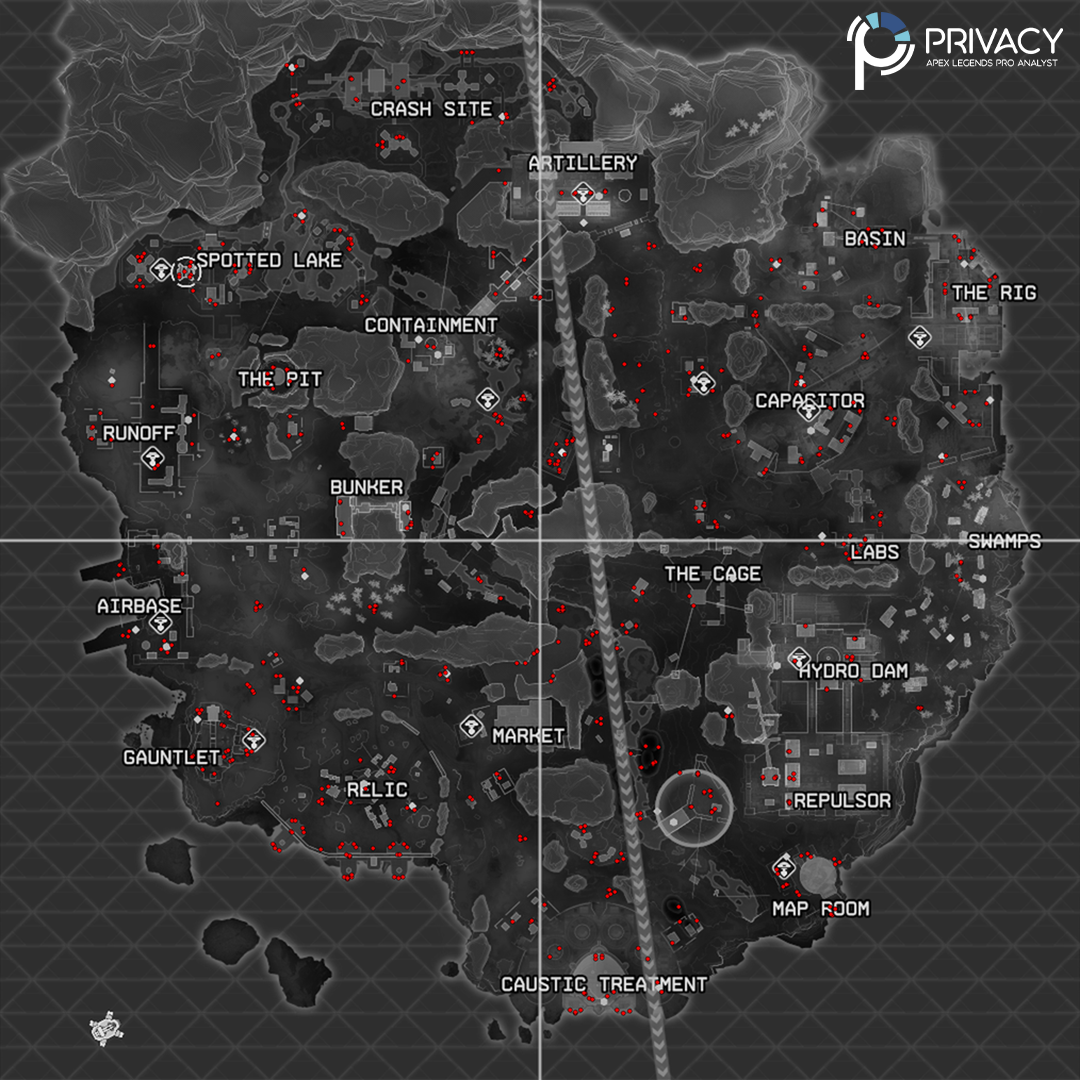 PRIVACY
APEX LEGENDS PRO ANALYST
CRASH SITE
ARTILLERY
BASIN
SPOTTED LAKE
THE RIG
CONTAINMENT
THE PIT
CAPACITOR
RUNOFF
BUNKER
SWAMPS
LABS
THE CAGE
AIRBASE
HYDRO DAM
MARKET
GAUNTLET
RELIC
REPULSOR
MAP ROOM
CAUSTIC TREATMENT